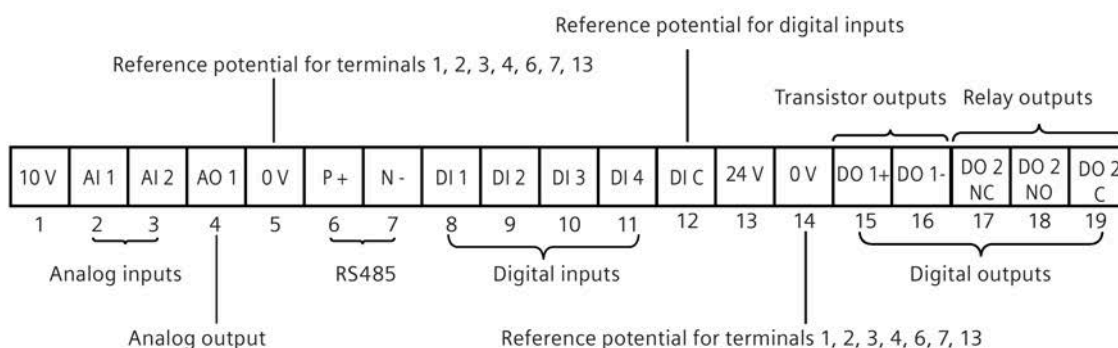 Reference potential for digital inputs
Reference potential for terminals 1, 2, 3, 4, 6, 7, 13
Transistor outputs Relay outputs
10 V AI 1 AI 2 AO 1 0 V P + N - DI 1 DI 2 DI 3 DI 4 DI C 24 V 0 V DO 1+ DO 1- DO 2 NC DO 2 NO DO 2 C
1 2 3 4 5 6 7 8 9 10 11 12 13 14 15 16 17 18 19
Analog inputs RS485 Digital inputs Digital outputs
Analog output Reference potential for terminals 1, 2, 3, 4, 6, 7, 13